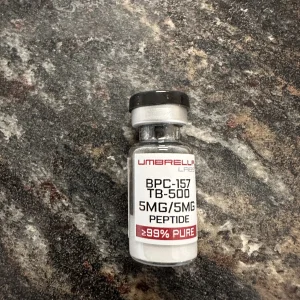 UMBRELLA
LABS
BPC-157
TB-500
5MG/5MG
PEPTIDE
≥99% PURE